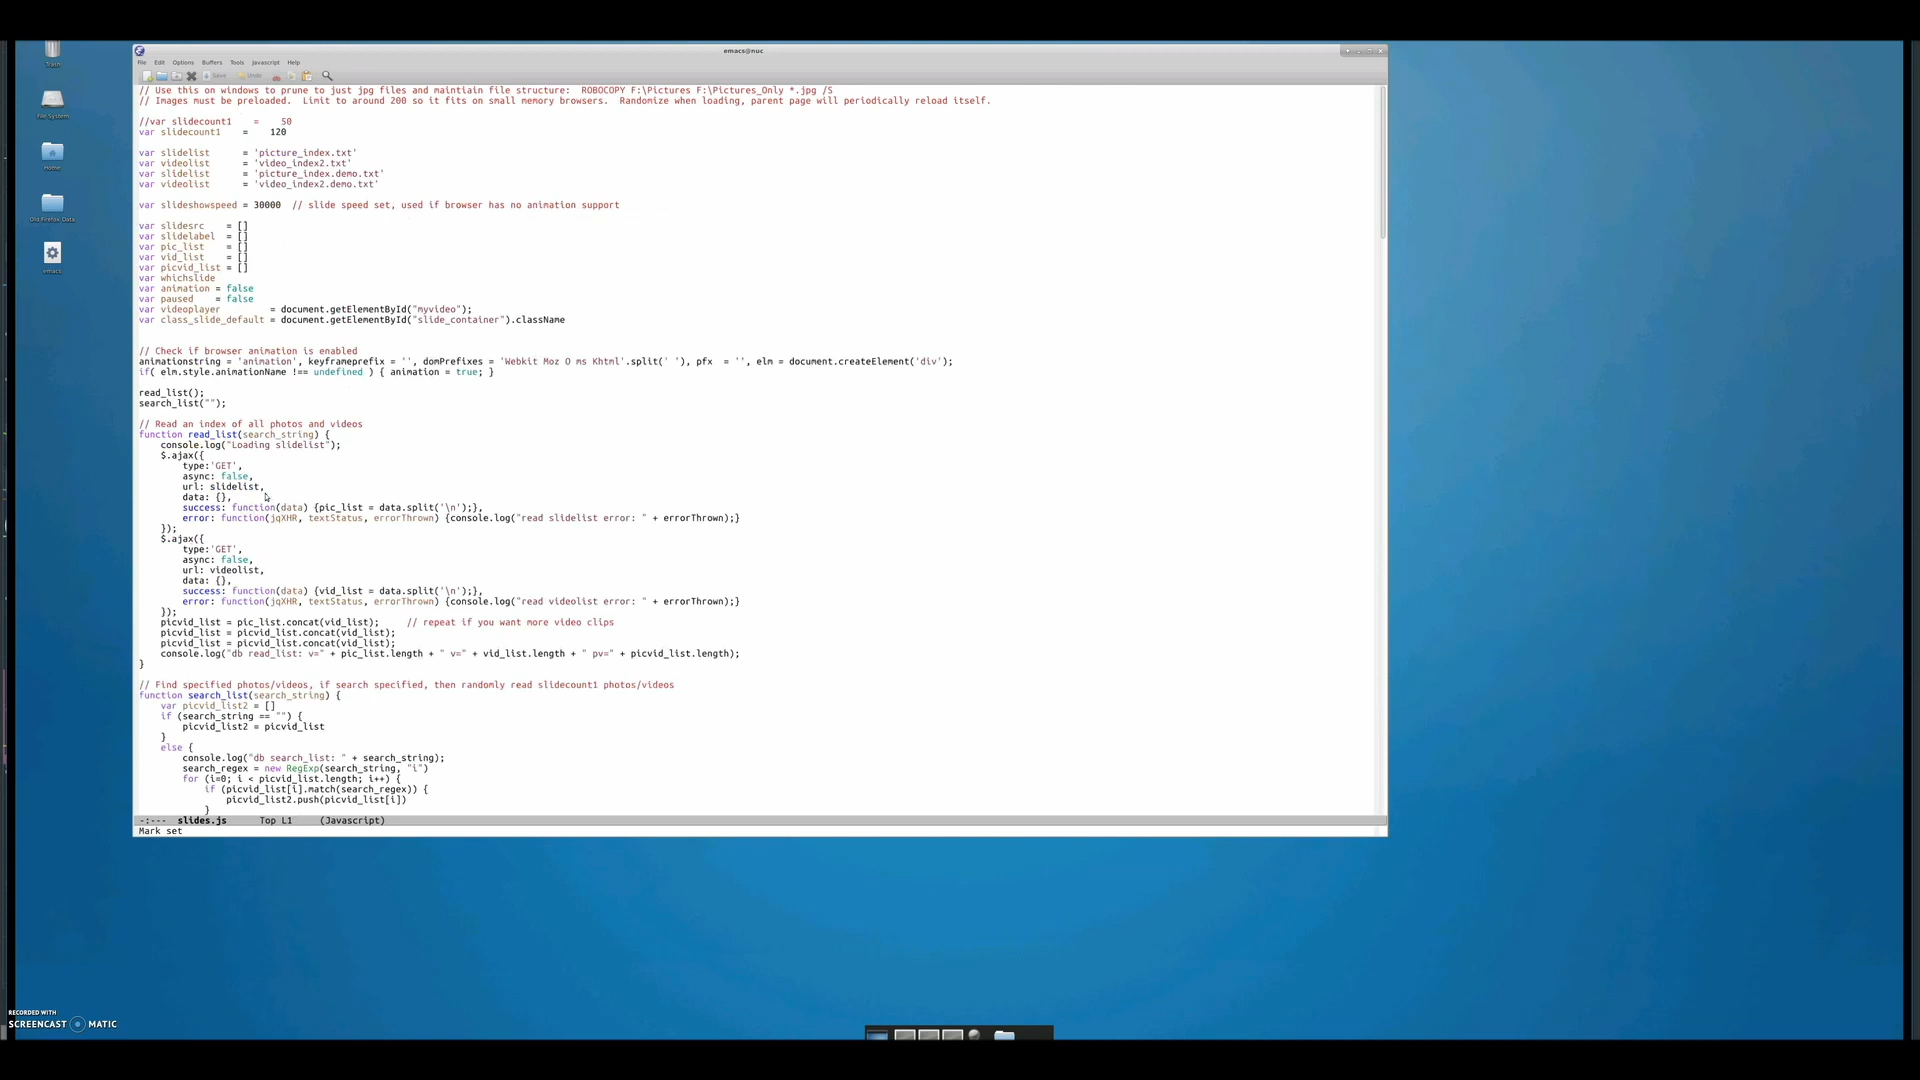 emacs@nuc
File Edit Options Buffers Tools Javascript Help
Save Undo
Trash
File System
Home
Old Firefox Data
emacs
// Use this on windows to prune to just jpg files and maintiain file structure:  ROBOCOPY F:\Pictures F:\Pictures_Only *.jpg /S
// Images must be preloaded.  Limit to around 200 so it fits on small memory browsers.  Randomize when loading, parent page will periodically reload itself.
//var slidecount1    =    50
var slidecount1    =    120
var slidelist      = 'picture_index.txt'
var videolist      = 'video_index2.txt'
var slidelist      = 'picture_index.demo.txt'
var videolist      = 'video_index2.demo.txt'
var slideshowspeed = 30000  // slide speed set, used if browser has no animation support
var slidesrc    = []
var slidelabel  = []
var pic_list    = []
var vid_list    = []
var picvid_list = []
var whichslide
var animation = false
var paused    = false
var videoplayer         = document.getElementById("myvideo");
var class_slide_default = document.getElementById("slide_container").className
// Check if browser animation is enabled
animationstring = 'animation', keyframeprefix = '', domPrefixes = 'Webkit Moz O ms Khtml'.split(' '), pfx  = '', elm = document.createElement('div');
if( elm.style.animationName !== undefined ) { animation = true; }
read_list();
search_list("");
// Read an index of all photos and videos
function read_list(search_string) {
    console.log("Loading slidelist");
    $.ajax({
        type:'GET',
        async: false,
        url: slidelist,
        data: {},
        success: function(data) {pic_list = data.split('\n');},
        error: function(jqXHR, textStatus, errorThrown) {console.log("read slidelist error: " + errorThrown);}
    });
    $.ajax({
        type:'GET',
        async: false,
        url: videolist,
        data: {},
        success: function(data) {vid_list = data.split('\n');},
        error: function(jqXHR, textStatus, errorThrown) {console.log("read videolist error: " + errorThrown);}
    });
    picvid_list = pic_list.concat(vid_list);     // repeat if you want more video clips
    picvid_list = picvid_list.concat(vid_list);
    picvid_list = picvid_list.concat(vid_list);
    console.log("db read_list: v=" + pic_list.length + " v=" + vid_list.length + " pv=" + picvid_list.length);
}
// Find specified photos/videos, if search specified, then randomly read slidecount1 photos/videos
function search_list(search_string) {
    var picvid_list2 = []
    if (search_string == "") {
        picvid_list2 = picvid_list
    }
    else {
        console.log("db search_list: " + search_string);
        search_regex = new RegExp(search_string, "i")
        for (i=0; i < picvid_list.length; i++) {
            if (picvid_list[i].match(search_regex)) {
                picvid_list2.push(picvid_list[i])
            }
-:---  slides.js      Top L1     (Javascript)
Mark set
RECORDED WITH
SCREENCAST MATIC